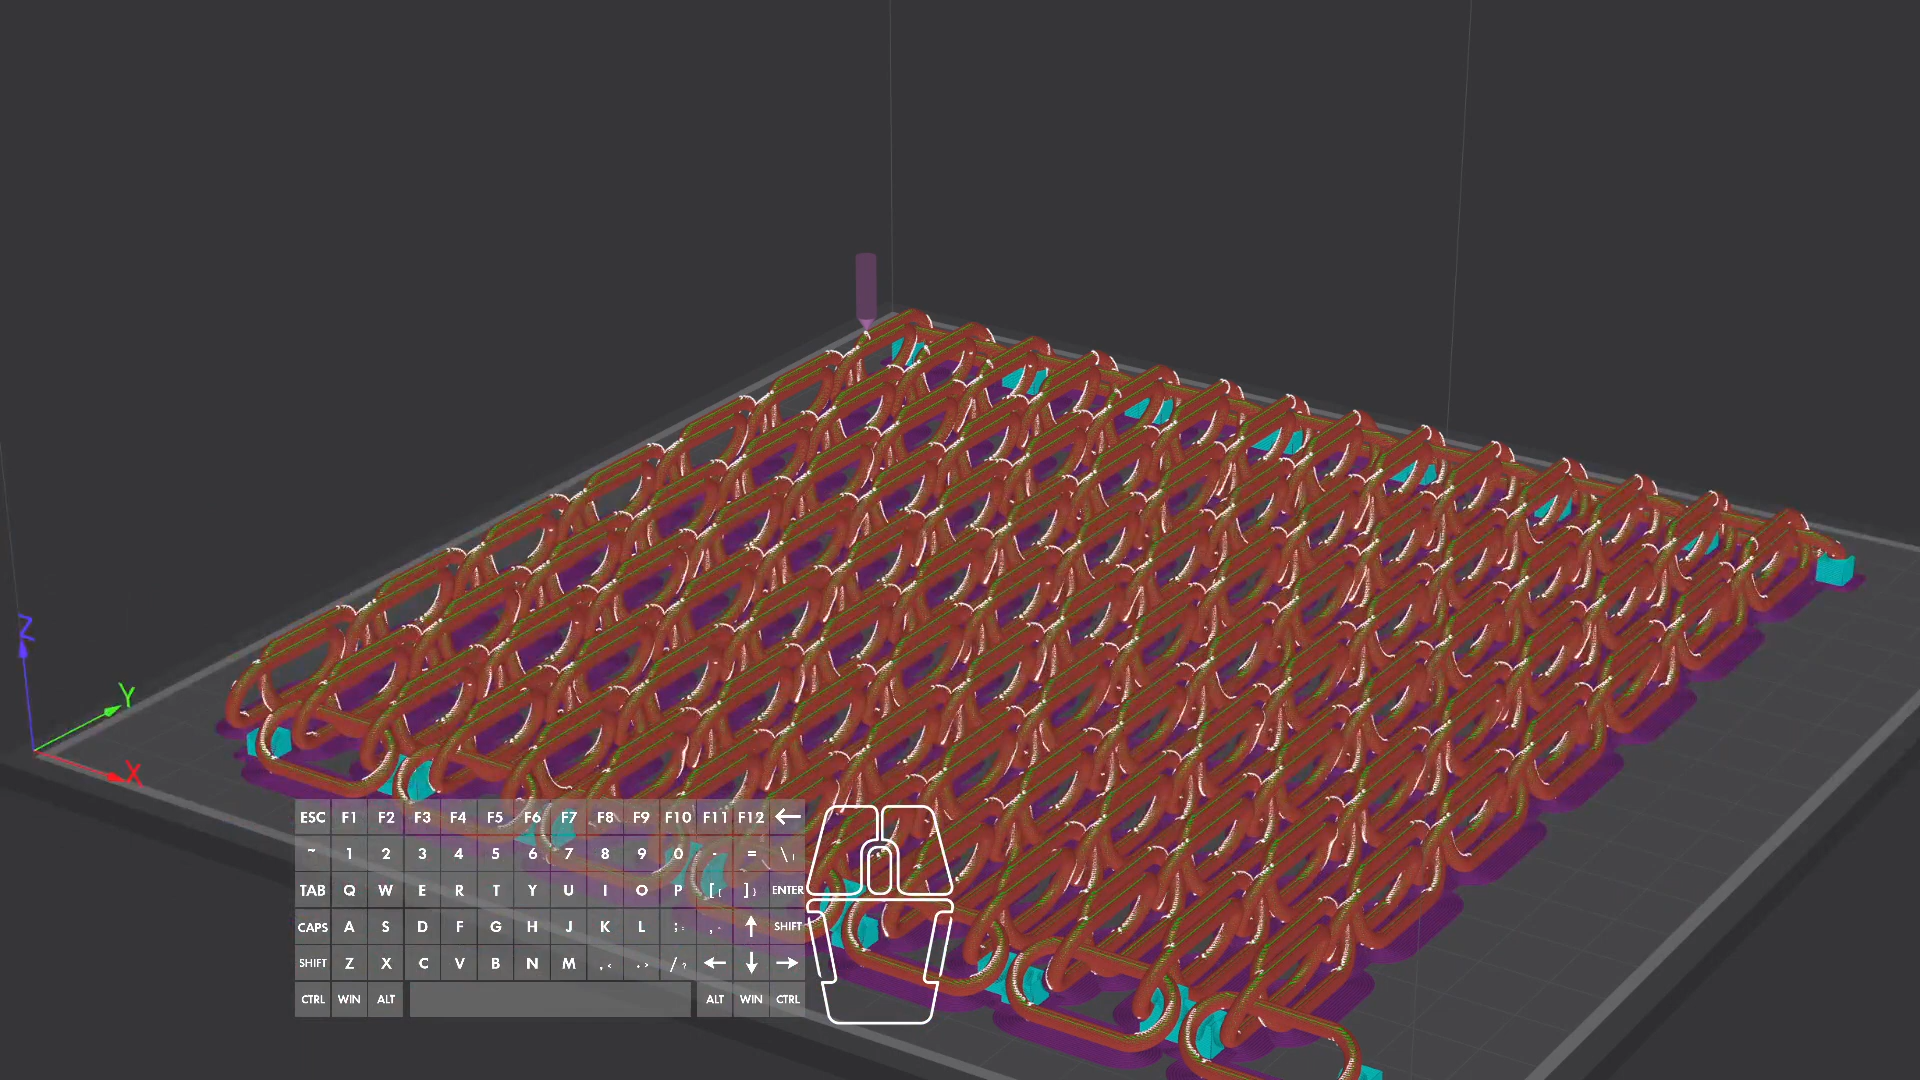 Z
Y
X
ESC F1 F2 F3 F4 F5 F6 F7 F8 F9 F10 F11 F12 ←
~ 1 2 3 4 5 6 7 8 9 0 - = \ |
TAB Q W E R T Y U I O P [ { ] } ENTER
CAPS A S D F G H J K L ; : ↑ SHIFT
SHIFT Z X C V B N M , < . > / ? ← ↓ →
CTRL WIN ALT ALT WIN CTRL